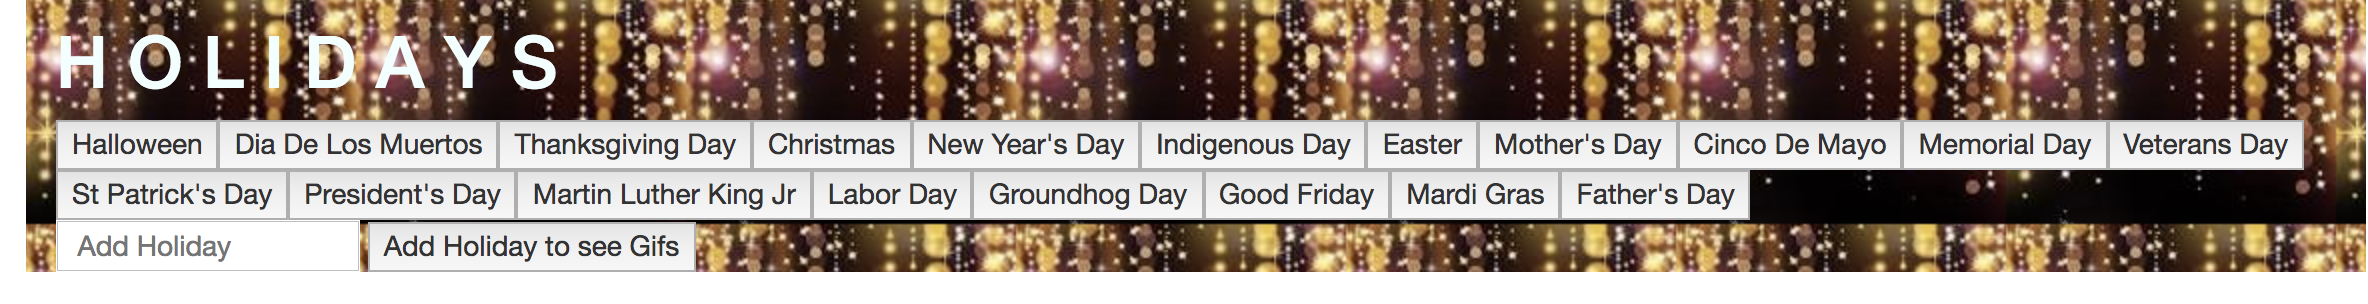 HOLIDAYS
Halloween Dia De Los Muertos Thanksgiving Day Christmas New Year's Day Indigenous Day Easter Mother's Day Cinco De Mayo Memorial Day Veterans Day
St Patrick's Day President's Day Martin Luther King Jr Labor Day Groundhog Day Good Friday Mardi Gras Father's Day
Add Holiday Add Holiday to see Gifs